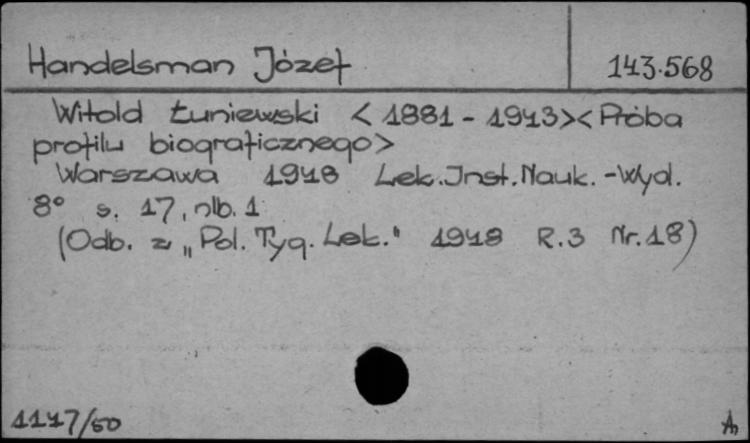 Handelsman Józef 143.568
Witold Łuniewski <1881-1943><Próba
profilu biograficznego>
Warszawa 1948 Lek.Inst.Nauk.-Wyd.
8° s. 17, nlb. 1
(Odb. z „Pol. Tyg. Lek." 1948 R.3 Nr.18)
1147/50